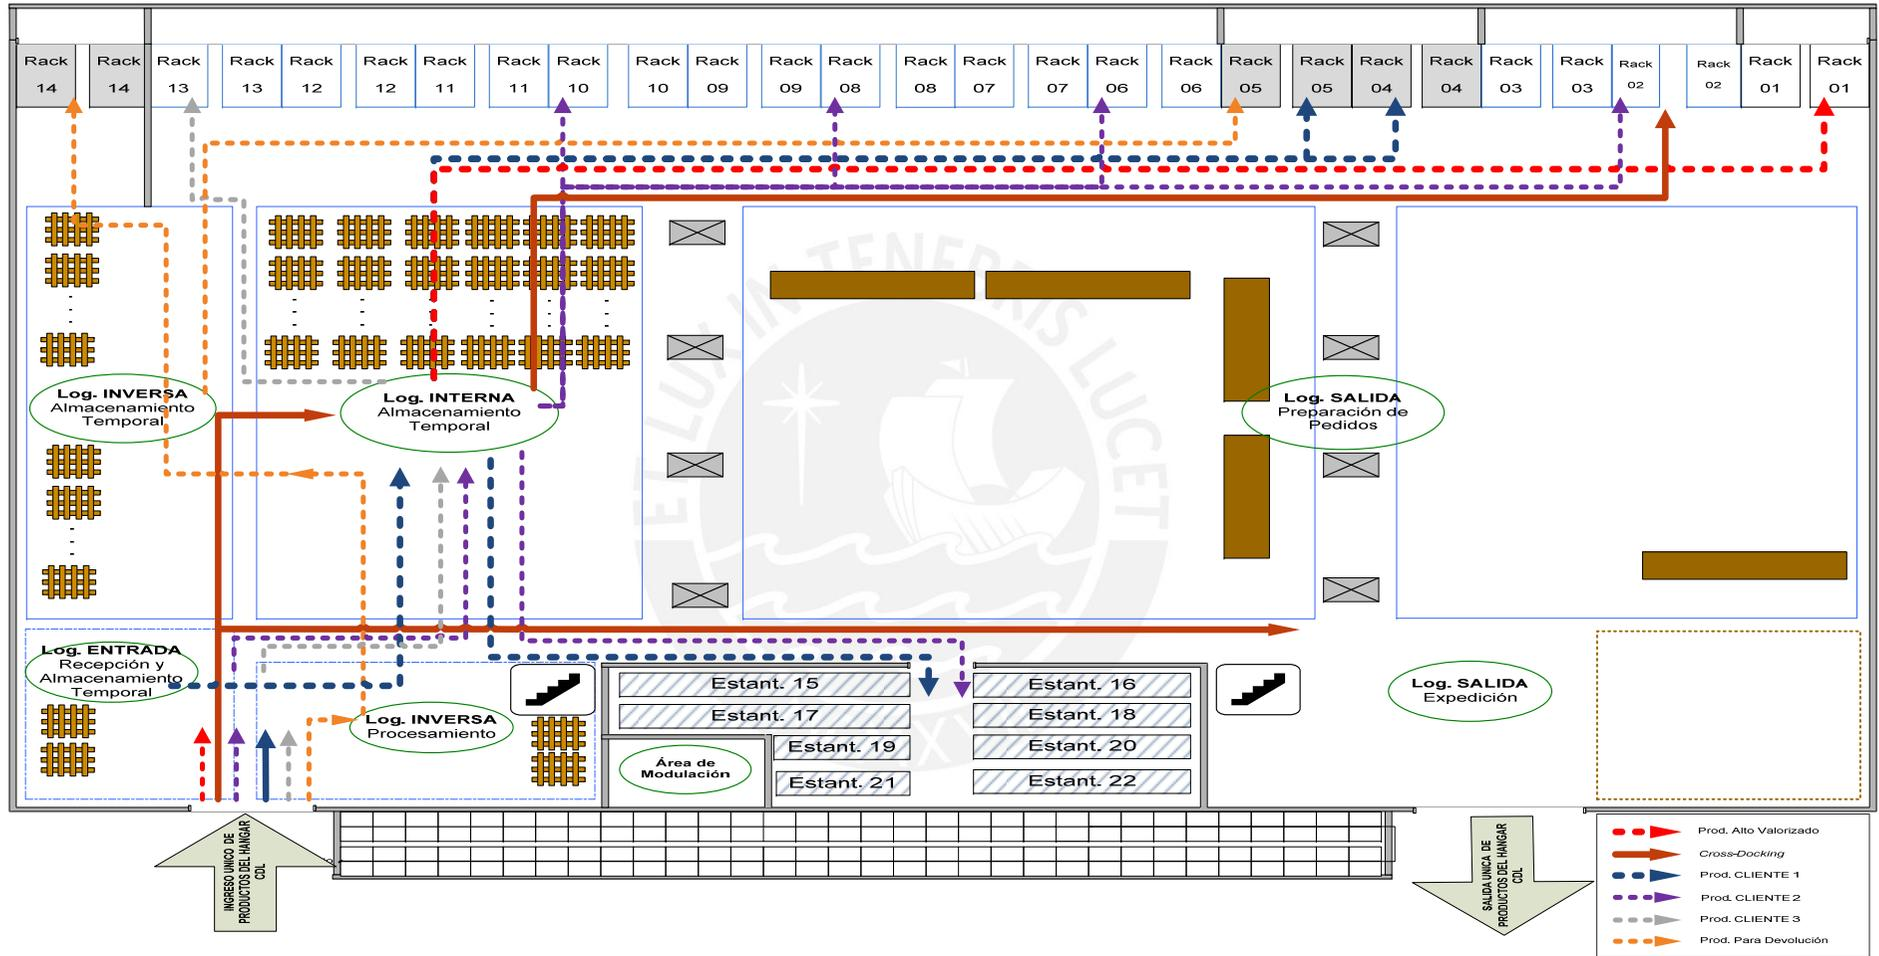 Rack Rack Rack Rack Rack Rack Rack Rack Rack Rack Rack Rack Rack Rack Rack Rack Rack Rack Rack Rack Rack Rack Rack Rack Rack Rack Rack Rack
14 14 13 13 12 12 11 11 10 10 09 09 08 08 07 07 06 06 05 05 04 04 03 03 02 02 01 01
ET LUX IN TENEBRIS LUCET
Log. INVERSA
Almacenamiento
Temporal
Log. INTERNA
Almacenamiento
Temporal
Log. SALIDA
Preparación de
Pedidos
Log. ENTRADA
Recepción y
Almacenamiento
Temporal
Log. INVERSA
Procesamiento
Estant. 15
Estant. 16
Estant. 17
Estant. 18
Estant. 19
Estant. 20
Estant. 21
Estant. 22
Área de
Modulación
Log. SALIDA
Expedición
INGRESO UNICO DE
PRODUCTOS DEL HANGAR
CDL
SALIDA UNICA DE
PRODUCTOS DEL HANGAR
CDL
Prod. Alto Valorizado
Cross-Docking
Prod. CLIENTE 1
Prod. CLIENTE 2
Prod. CLIENTE 3
Prod. Para Devolución